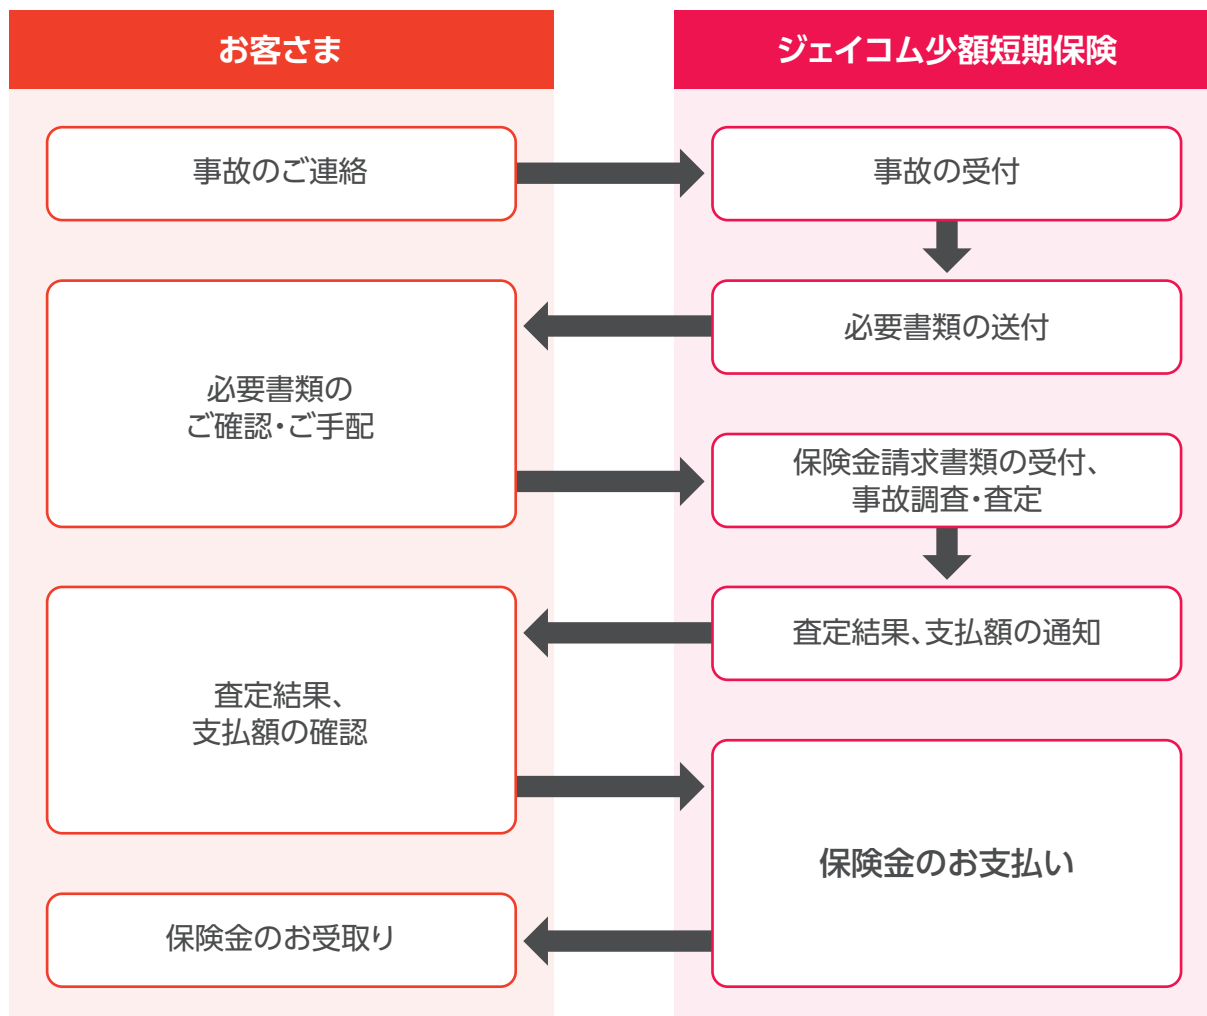 お客さま
ジェイコム少額短期保険
事故のご連絡
事故の受付
必要書類の送付
必要書類の
ご確認・ご手配
保険金請求書類の受付、
事故調査・査定
査定結果、支払額の通知
査定結果、
支払額の確認
保険金のお支払い
保険金のお受取り